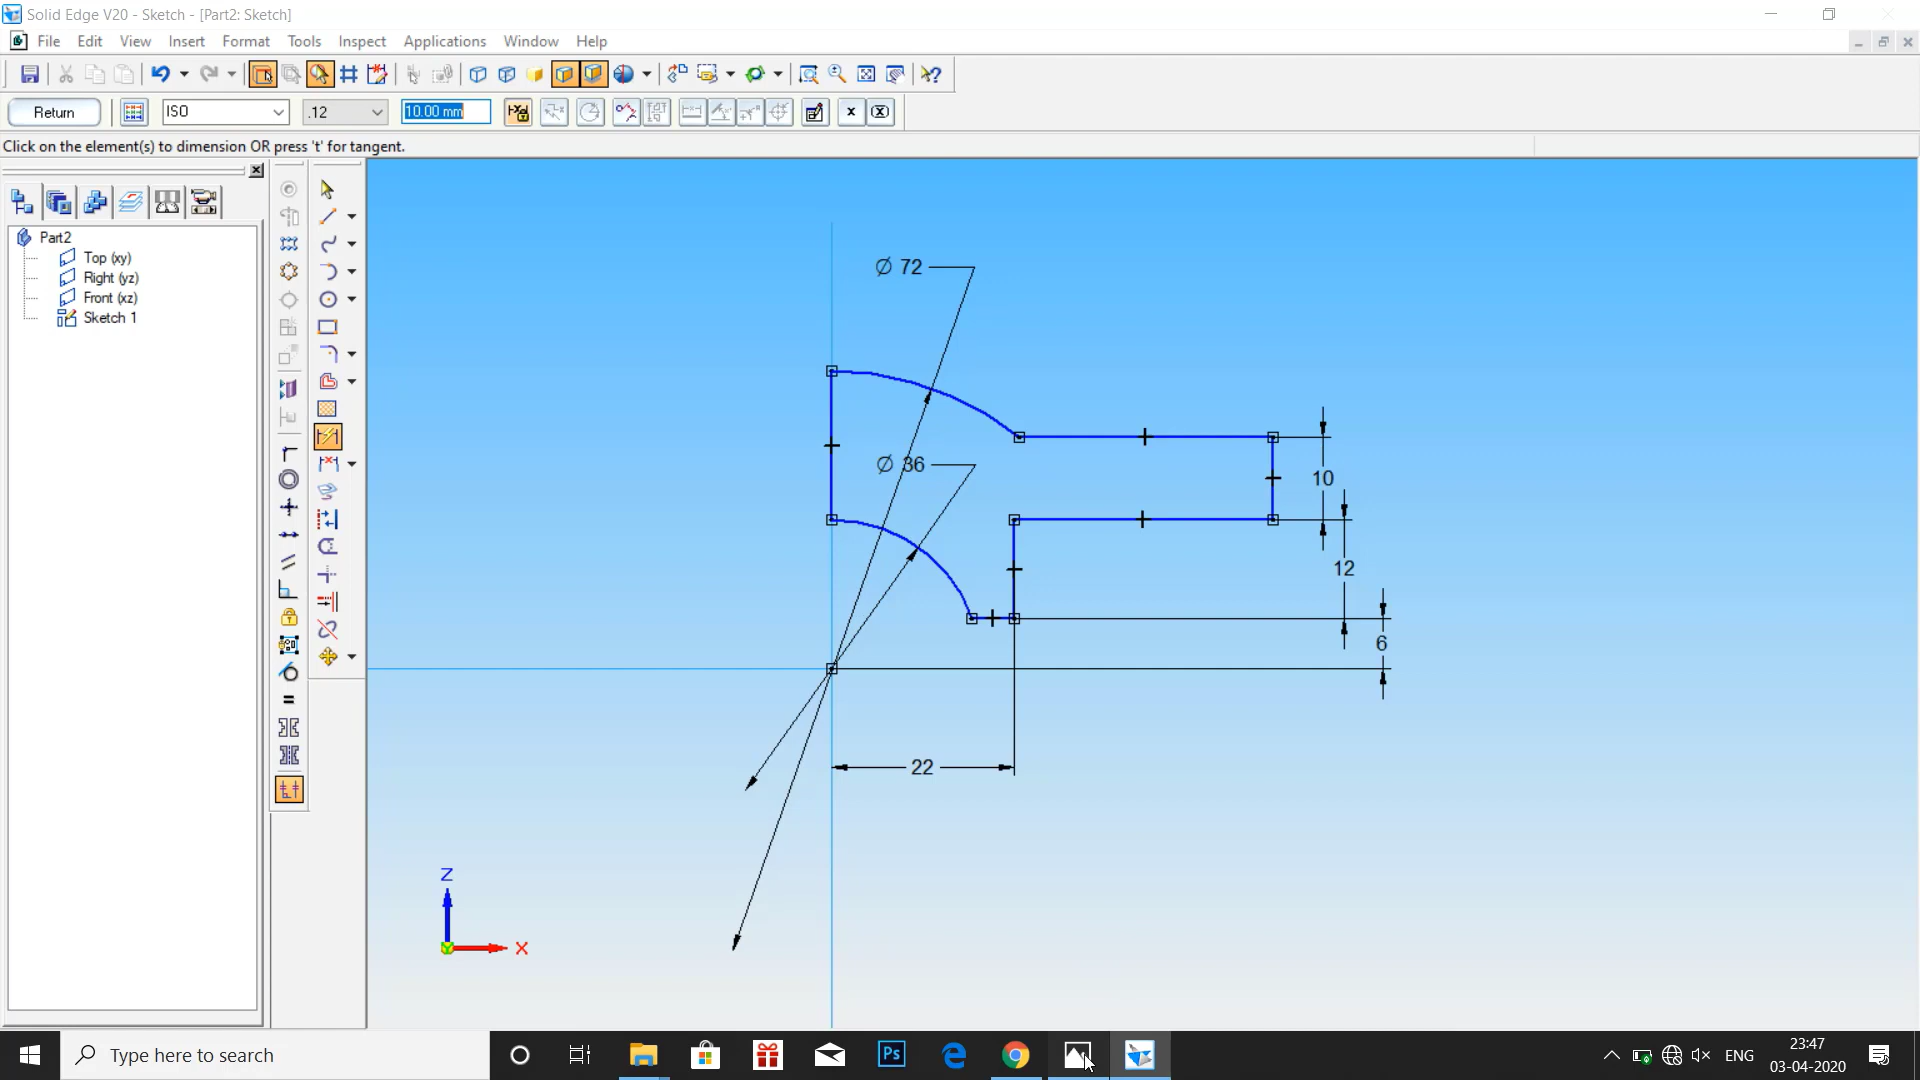 Solid Edge V20 - Sketch - [Part2: Sketch]
File Edit View Insert Format Tools Inspect Applications Window Help
Return ISO .12 10.00 mm
Click on the element(s) to dimension OR press 't' for tangent.
Part2
Top (xy)
Right (yz)
Front (xz)
Sketch 1
∅ 72
∅ 36
10
12
6
22
Z
X
Type here to search
Ps
ENG
23:47
03-04-2020